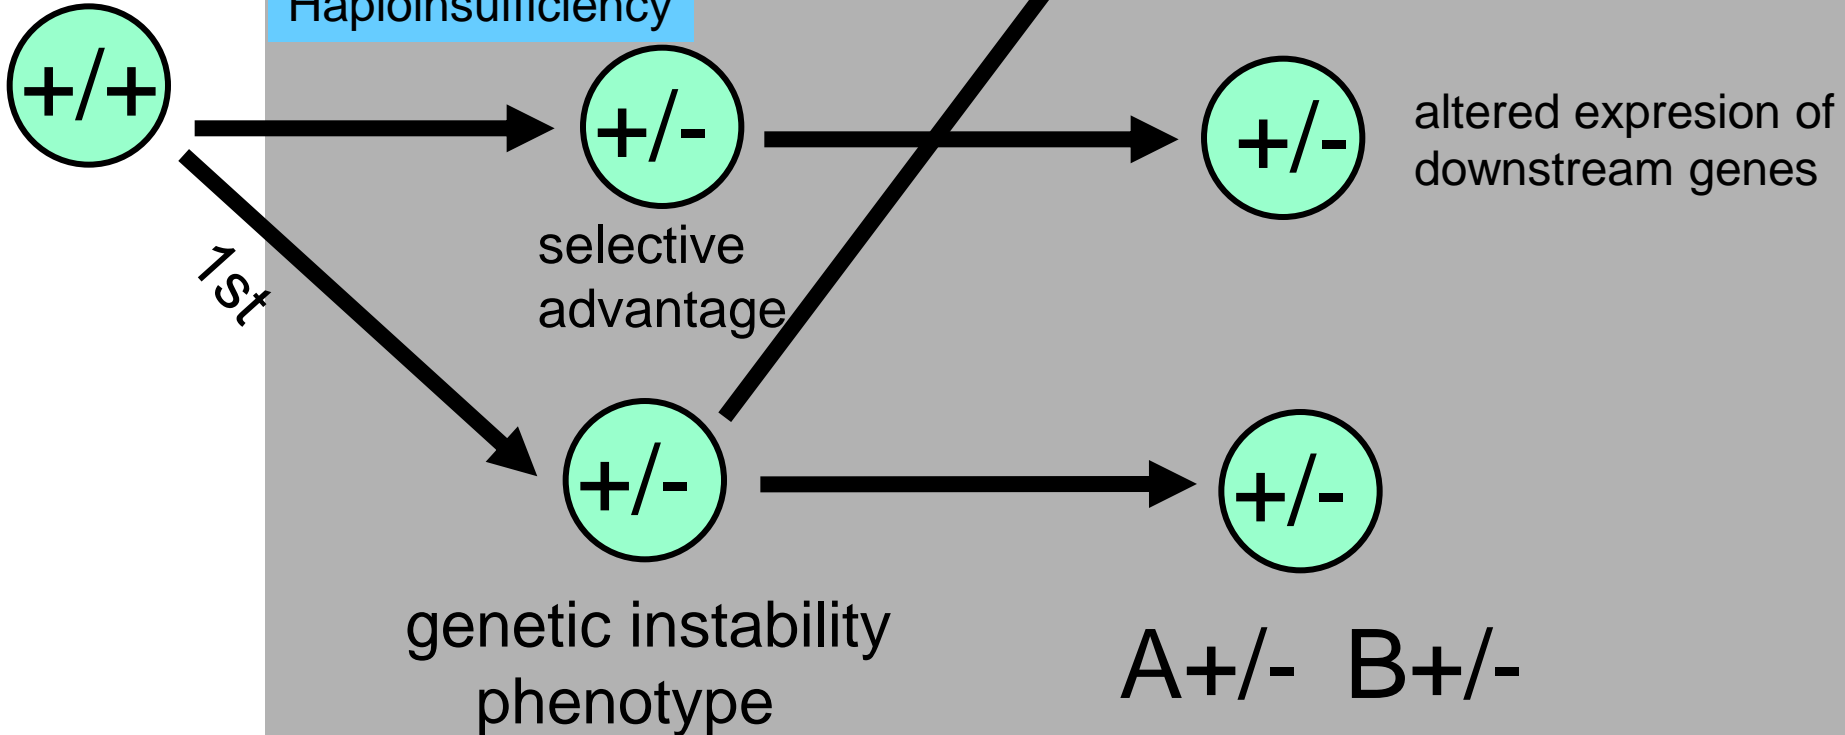 Haploinsufficiency
+/+
+/-
+/-
altered expresion of
downstream genes
selective
advantage
1st
+/-
+/-
genetic instability
phenotype
A+/- B+/-